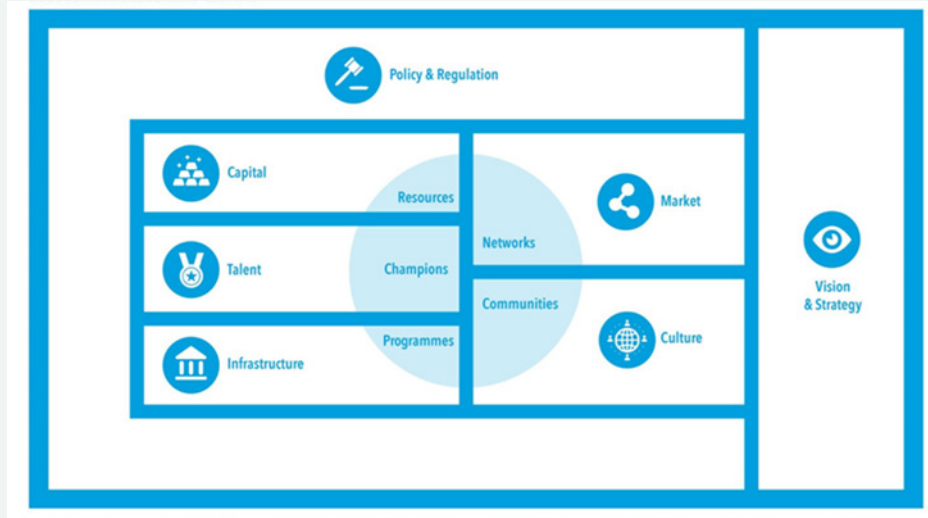 Policy & Regulation
Capital
Resources
Talent
Champions
Infrastructure
Programmes
Market
Networks
Communities
Culture
Vision
& Strategy